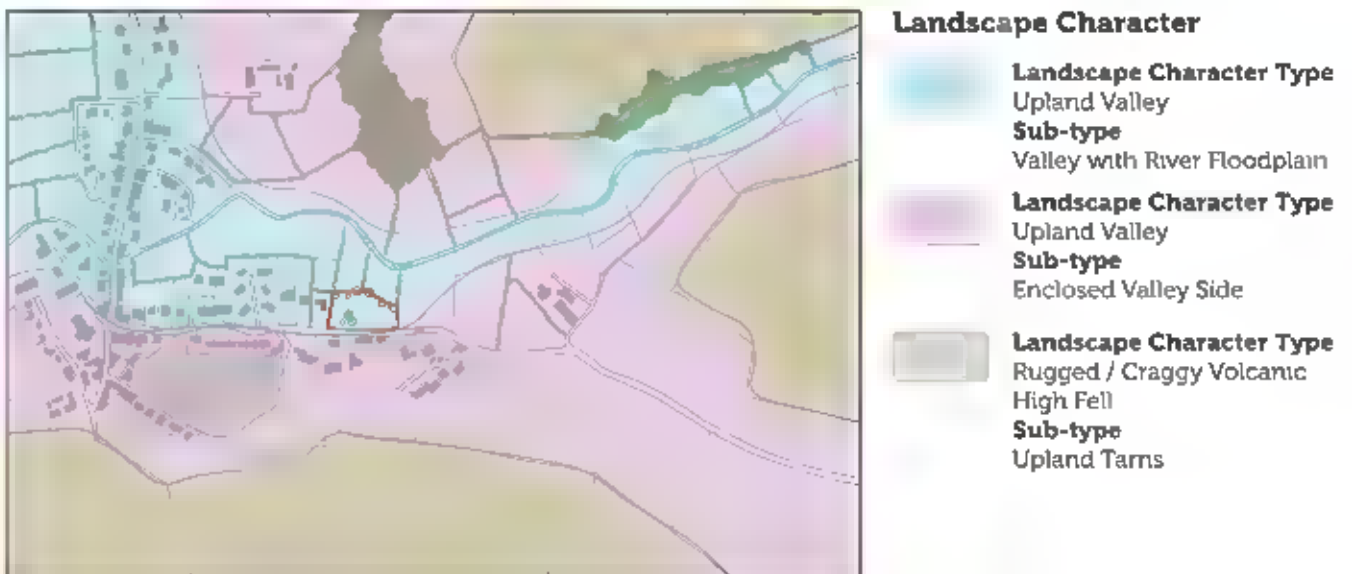 Landscape Character
Landscape Character Type
Upland Valley
Sub-type
Valley with River Floodplain
Landscape Character Type
Upland Valley
Sub-type
Enclosed Valley Side
Landscape Character Type
Rugged / Craggy Volcanic
High Fell
Sub-type
Upland Tarns